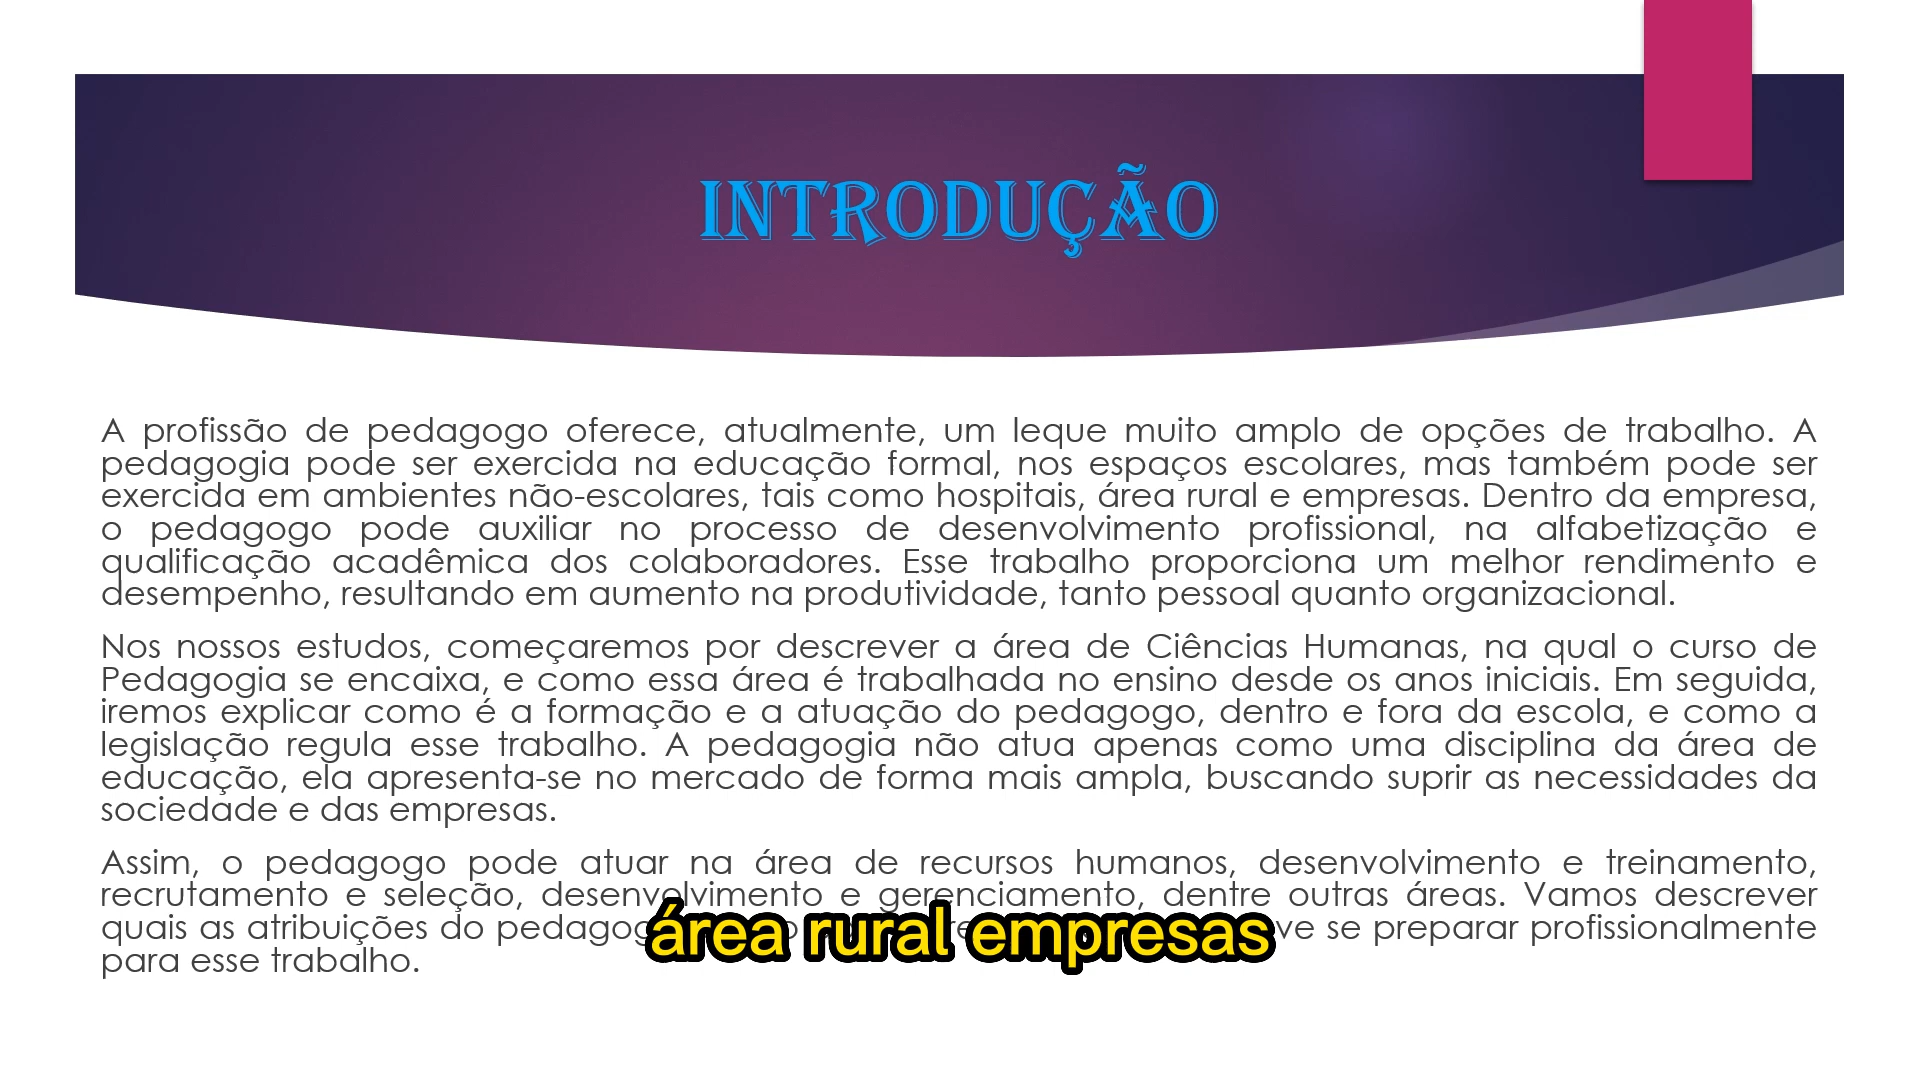 INTRODUÇÃO
A profissão de pedagogo oferece, atualmente, um leque muito amplo de opções de trabalho. A
pedagogia pode ser exercida na educação formal, nos espaços escolares, mas também pode ser
exercida em ambientes não-escolares, tais como hospitais, área rural e empresas. Dentro da empresa,
o pedagogo pode auxiliar no processo de desenvolvimento profissional, na alfabetização e
qualificação acadêmica dos colaboradores. Esse trabalho proporciona um melhor rendimento e
desempenho, resultando em aumento na produtividade, tanto pessoal quanto organizacional.
Nos nossos estudos, começaremos por descrever a área de Ciências Humanas, na qual o curso de
Pedagogia se encaixa, e como essa área é trabalhada no ensino desde os anos iniciais. Em seguida,
iremos explicar como é a formação e a atuação do pedagogo, dentro e fora da escola, e como a
legislação regula esse trabalho. A pedagogia não atua apenas como uma disciplina da área de
educação, ela apresenta-se no mercado de forma mais ampla, buscando suprir as necessidades da
sociedade e das empresas.
Assim, o pedagogo pode atuar na área de recursos humanos, desenvolvimento e treinamento,
recrutamento e seleção, desenvolvimento e gerenciamento, dentre outras áreas. Vamos descrever
quais as atribuições do se preparar profissionalmente
para esse trabalho.
área rural empresas